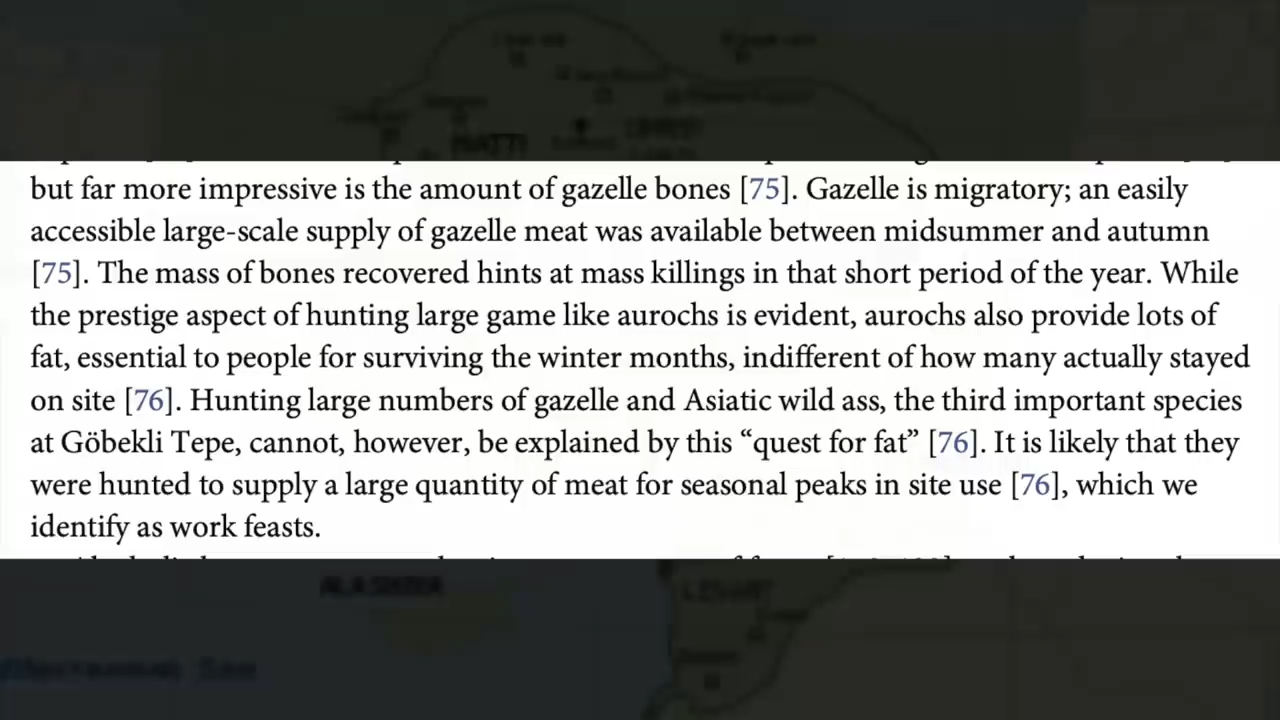 HATTI
but far more impressive is the amount of gazelle bones [75]. Gazelle is migratory; an easily
accessible large-scale supply of gazelle meat was available between midsummer and autumn
[75]. The mass of bones recovered hints at mass killings in that short period of the year. While
the prestige aspect of hunting large game like aurochs is evident, aurochs also provide lots of
fat, essential to people for surviving the winter months, indifferent of how many actually stayed
on site [76]. Hunting large numbers of gazelle and Asiatic wild ass, the third important species
at Göbekli Tepe, cannot, however, be explained by this “quest for fat” [76]. It is likely that they
were hunted to supply a large quantity of meat for seasonal peaks in site use [76], which we
identify as work feasts.
ALASHIYA
LEVANT
Sea